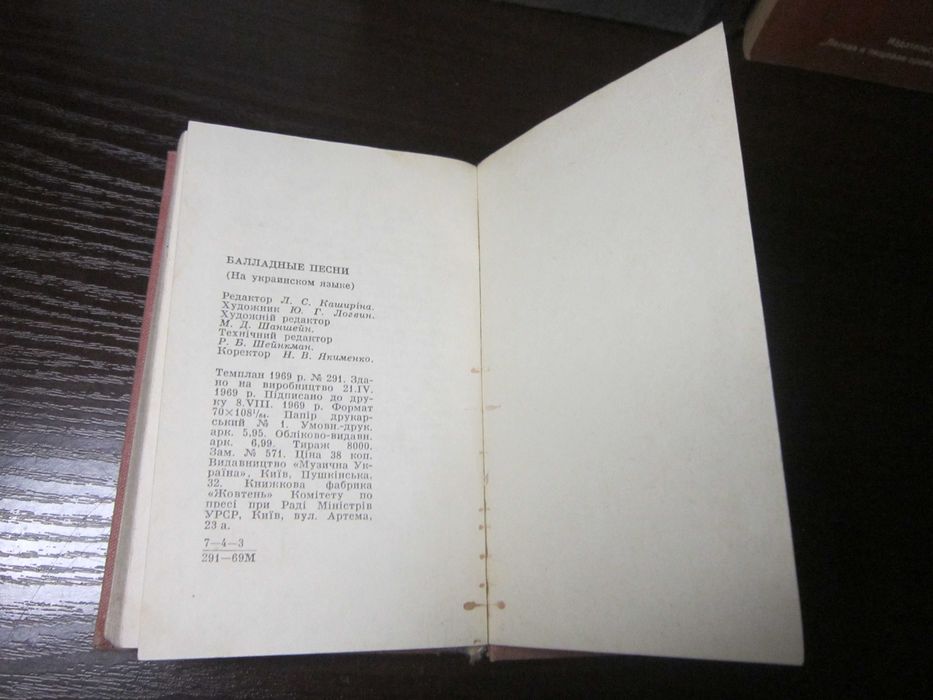 БАЛЛАДНЫЕ ПЕСНИ
(На украинском языке)
Редактор Л. С. Каширіна.
Художник Ю. Г. Логвин.
Художній редактор
М. Д. Шаншейн.
Технічний редактор
Р. Б. Шейнкман.
Коректор Н. В. Якименко.
Темплан 1969 р. № 291. Зда-
но на виробництво 21.IV.
1969 р. Підписано до дру-
ку 8.VIII. 1969 р. Формат
70×108¹/₆₄. Папір друкар-
ський № 1. Умовн.-друк.
арк. 5,95. Обліково-видавн.
арк. 6,99. Тираж 8000.
Зам. № 571. Ціна 38 коп.
Видавництво «Музична Ук-
раїна», Київ, Пушкінська,
32. Книжкова фабрика
«Жовтень» Комітету по
пресі при Раді Міністрів
УРСР, Київ, вул. Артема,
23 а.
7—4—3
291—69М